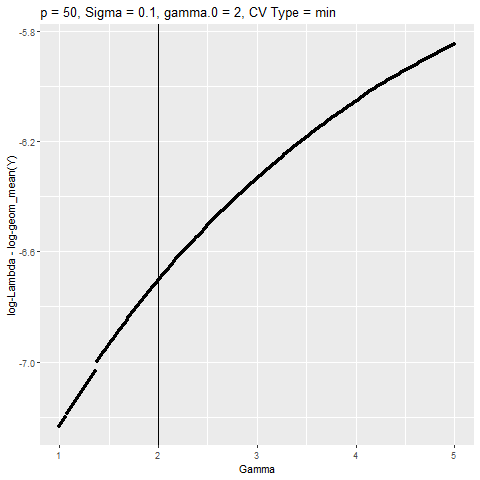 p = 50, Sigma = 0.1, gamma.0 = 2, CV Type = min
log-Lambda - log-geom_mean(Y)
-5.8
-6.2
-6.6
-7.0
1 2 3 4 5
Gamma